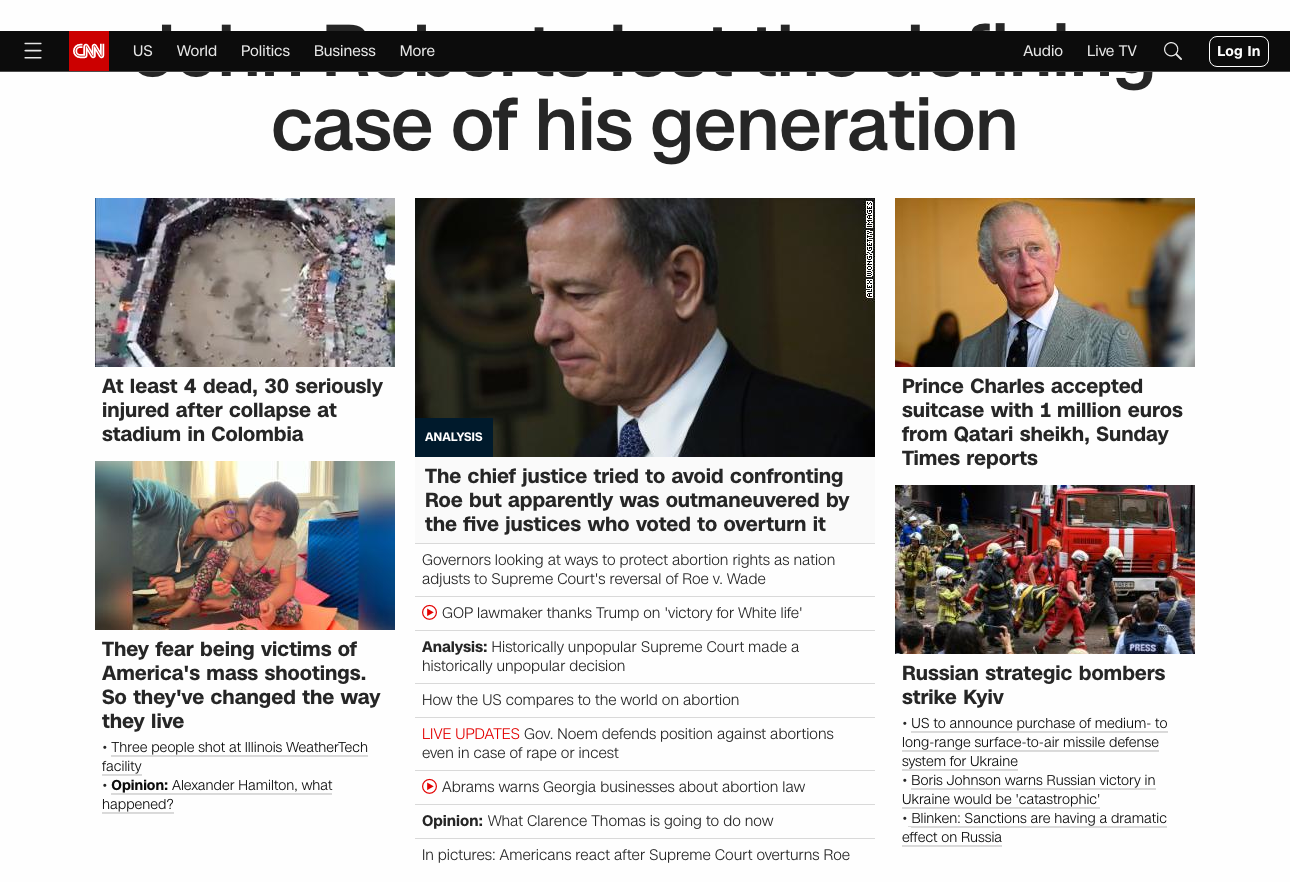 John Roberts lost the defining
CNN
US World Politics Business More
Audio Live TV Log In
case of his generation
At least 4 dead, 30 seriously
injured after collapse at
stadium in Colombia
They fear being victims of
America's mass shootings.
So they've changed the way
they live
• Three people shot at Illinois WeatherTech
facility
• Opinion: Alexander Hamilton, what
happened?
ALEX WONG/GETTY IMAGES
ANALYSIS
The chief justice tried to avoid confronting
Roe but apparently was outmaneuvered by
the five justices who voted to overturn it
Governors looking at ways to protect abortion rights as nation
adjusts to Supreme Court's reversal of Roe v. Wade
GOP lawmaker thanks Trump on 'victory for White life'
Analysis: Historically unpopular Supreme Court made a
historically unpopular decision
How the US compares to the world on abortion
LIVE UPDATES Gov. Noem defends position against abortions
even in case of rape or incest
Abrams warns Georgia businesses about abortion law
Opinion: What Clarence Thomas is going to do now
In pictures: Americans react after Supreme Court overturns Roe
Prince Charles accepted
suitcase with 1 million euros
from Qatari sheikh, Sunday
Times reports
PRESS
Russian strategic bombers
strike Kyiv
• US to announce purchase of medium- to
long-range surface-to-air missile defense
system for Ukraine
• Boris Johnson warns Russian victory in
Ukraine would be 'catastrophic'
• Blinken: Sanctions are having a dramatic
effect on Russia